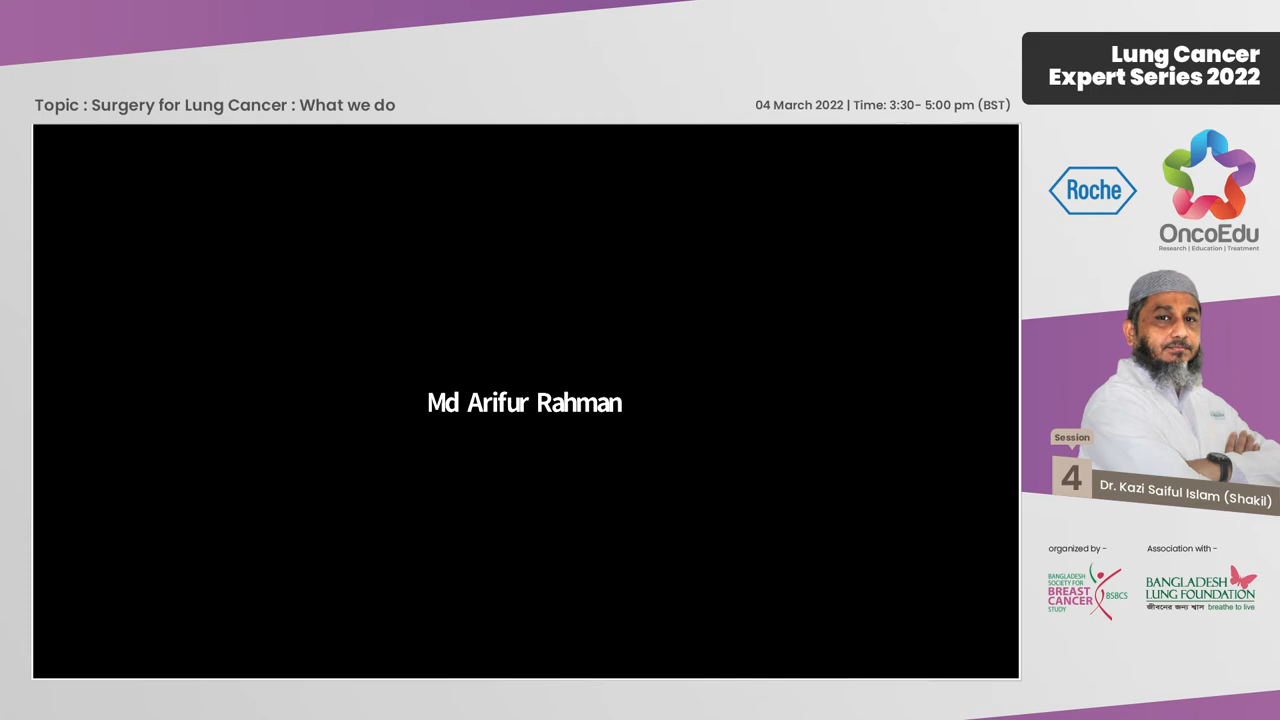 Lung Cancer
Expert Series 2022
Topic : Surgery for Lung Cancer : What we do
04 March 2022 | Time: 3:30- 5:00 pm (BST)
Md Arifur Rahman
Roche
OncoEdu
Research | Education | Treatment
Session
4
Dr. Kazi Saiful Islam (Shakil)
organized by -
BANGLADESH
SOCIETY FOR
BREAST
CANCER
STUDY
BSBCS
Association with -
BANGLADESH
LUNG FOUNDATION
জীবনের জন্য শ্বাস breathe to live